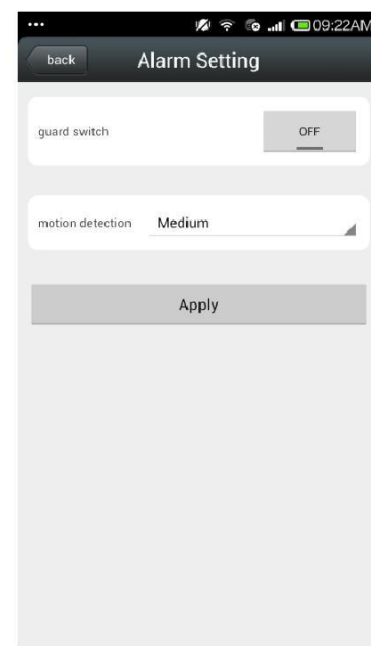 ... 09:22AM
back Alarm Setting
guard switch OFF
motion detection Medium
Apply